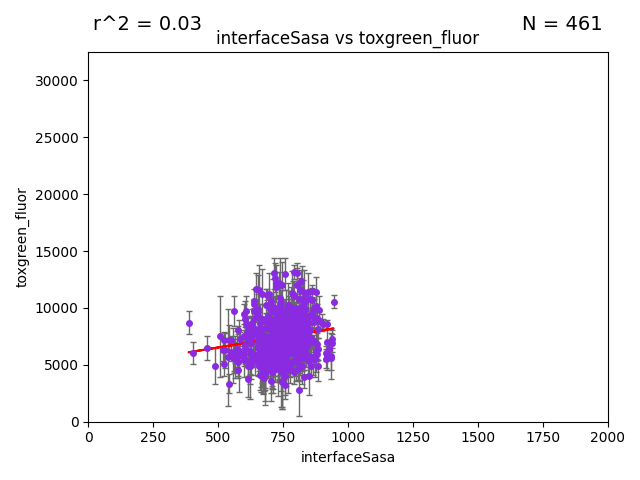 r^2 = 0.03
N = 461
interfaceSasa vs toxgreen_fluor
30000
25000
20000
15000
10000
5000
0
toxgreen_fluor
0 250 500 750 1000 1250 1500 1750 2000
interfaceSasa